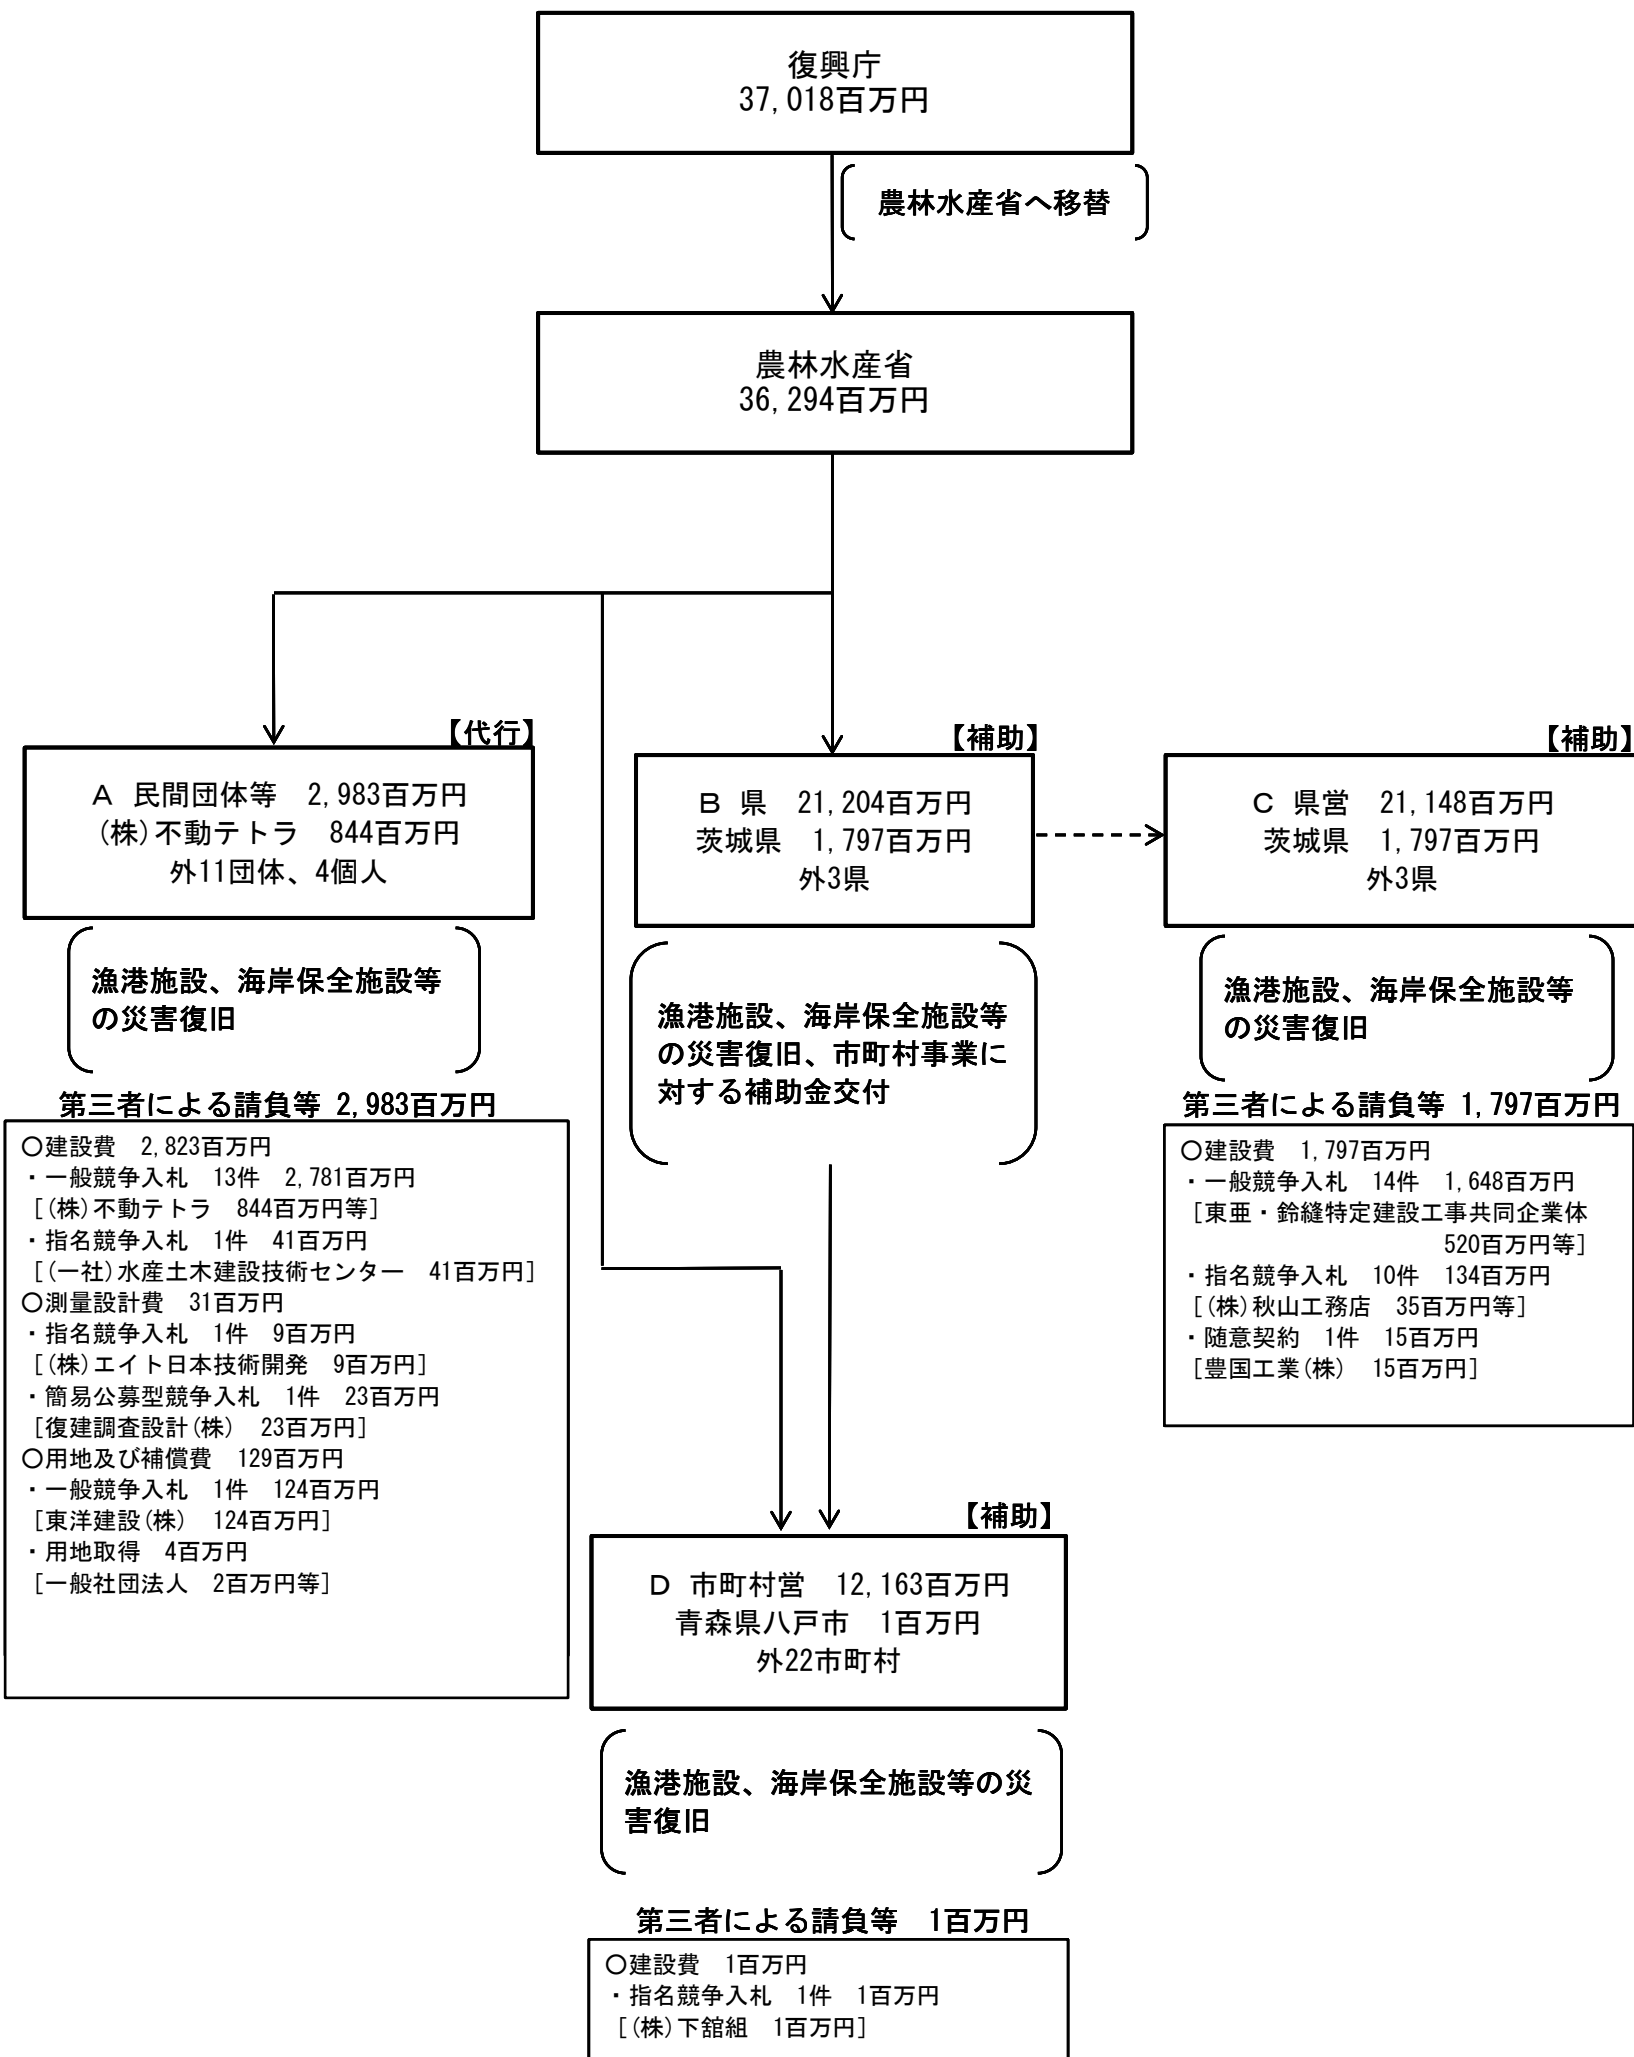 復興庁
37,018百万円
農林水産省へ移替
農林水産省
36,294百万円
【代行】
A 民間団体等 2,983百万円
(株)不動テトラ 844百万円
外11団体、4個人
漁港施設、海岸保全施設等
の災害復旧
第三者による請負等 2,983百万円
○建設費 2,823百万円
・一般競争入札 13件 2,781百万円
[(株)不動テトラ 844百万円等]
・指名競争入札 1件 41百万円
[(一社)水産土木建設技術センター 41百万円]
○測量設計費 31百万円
・指名競争入札 1件 9百万円
[(株)エイト日本技術開発 9百万円]
・簡易公募型競争入札 1件 23百万円
[復建調査設計(株) 23百万円]
○用地及び補償費 129百万円
・一般競争入札 1件 124百万円
[東洋建設(株) 124百万円]
・用地取得 4百万円
[一般社団法人 2百万円等]
【補助】
B 県 21,204百万円
茨城県 1,797百万円
外3県
漁港施設、海岸保全施設等
の災害復旧、市町村事業に
対する補助金交付
【補助】
C 県営 21,148百万円
茨城県 1,797百万円
外3県
漁港施設、海岸保全施設等
の災害復旧
第三者による請負等 1,797百万円
○建設費 1,797百万円
・一般競争入札 14件 1,648百万円
[東亜・鈴縫特定建設工事共同企業体
520百万円等]
・指名競争入札 10件 134百万円
[(株)秋山工務店 35百万円等]
・随意契約 1件 15百万円
[豊国工業(株) 15百万円]
【補助】
D 市町村営 12,163百万円
青森県八戸市 1百万円
外22市町村
漁港施設、海岸保全施設等の災
害復旧
第三者による請負等 1百万円
○建設費 1百万円
・指名競争入札 1件 1百万円
[(株)下舘組 1百万円]